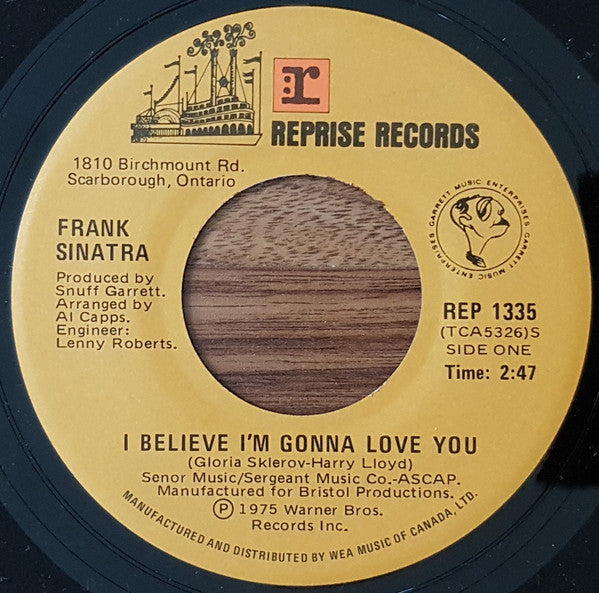 :r
REPRISE RECORDS
1810 Birchmount Rd.
Scarborough, Ontario
FRANK
SINATRA
Produced by
Snuff Garrett.
Arranged by
Al Capps.
Engineer:
Lenny Roberts.
GARRETT MUSIC ENTERPRISES
GARRETT MUSIC ENTERPRISES
REP 1335
(TCA5326)S
SIDE ONE
Time: 2:47
I BELIEVE I'M GONNA LOVE YOU
(Gloria Sklerov-Harry Lloyd)
Senor Music/Sergeant Music Co.-ASCAP.
Manufactured for Bristol Productions.
Ⓟ 1975 Warner Bros.
Records Inc.
MANUFACTURED AND DISTRIBUTED BY WEA MUSIC OF CANADA, LTD.